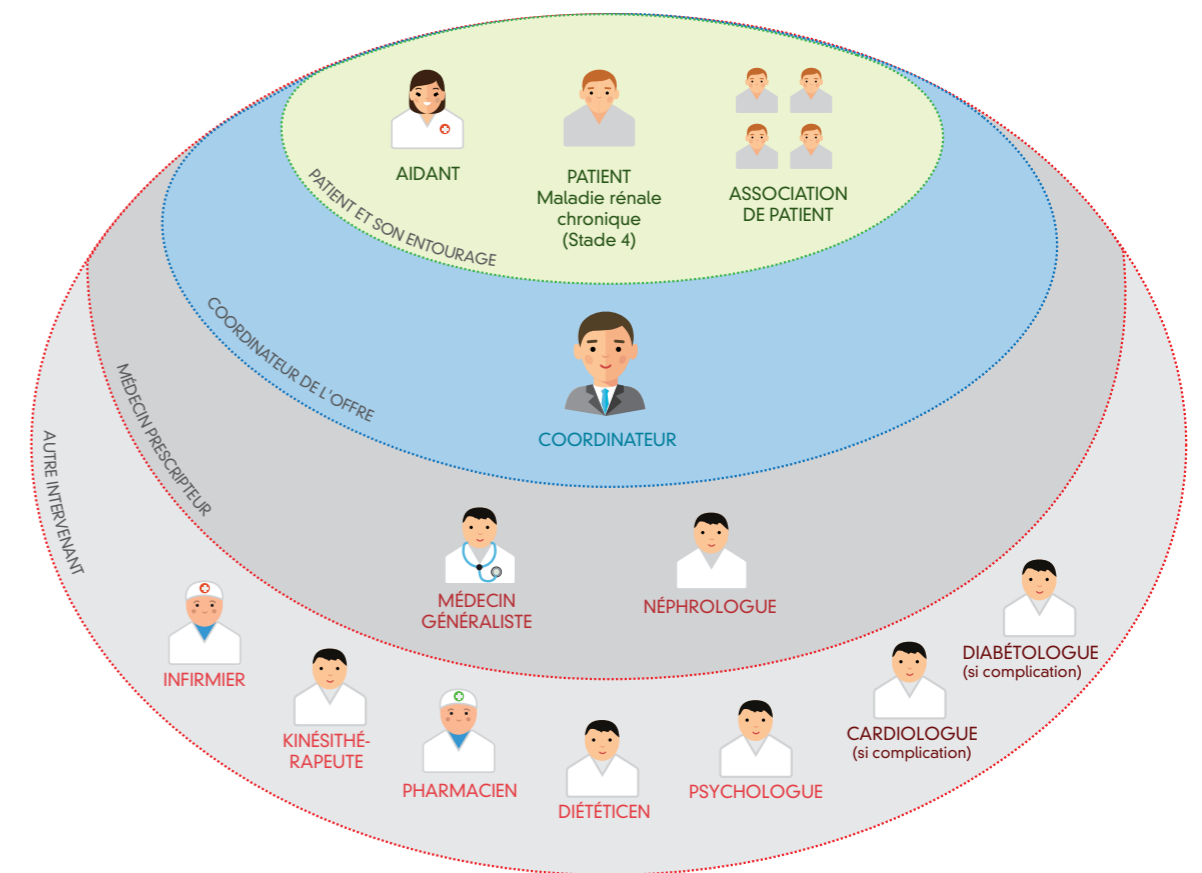 AIDANT
PATIENT
Maladie rénale
chronique
(Stade 4)
ASSOCIATION
DE PATIENT
PATIENT ET SON ENTOURAGE
COORDINATEUR DE L'OFFRE
COORDINATEUR
MÉDECIN PRESCRIPTEUR
MÉDECIN
GÉNÉRALISTE
NÉPHROLOGUE
AUTRE INTERVENANT
INFIRMIER
KINÉSITHÉ-
RAPEUTE
PHARMACIEN
DIÉTÉTICEN
PSYCHOLOGUE
CARDIOLOGUE
(si complication)
DIABÉTOLOGUE
(si complication)